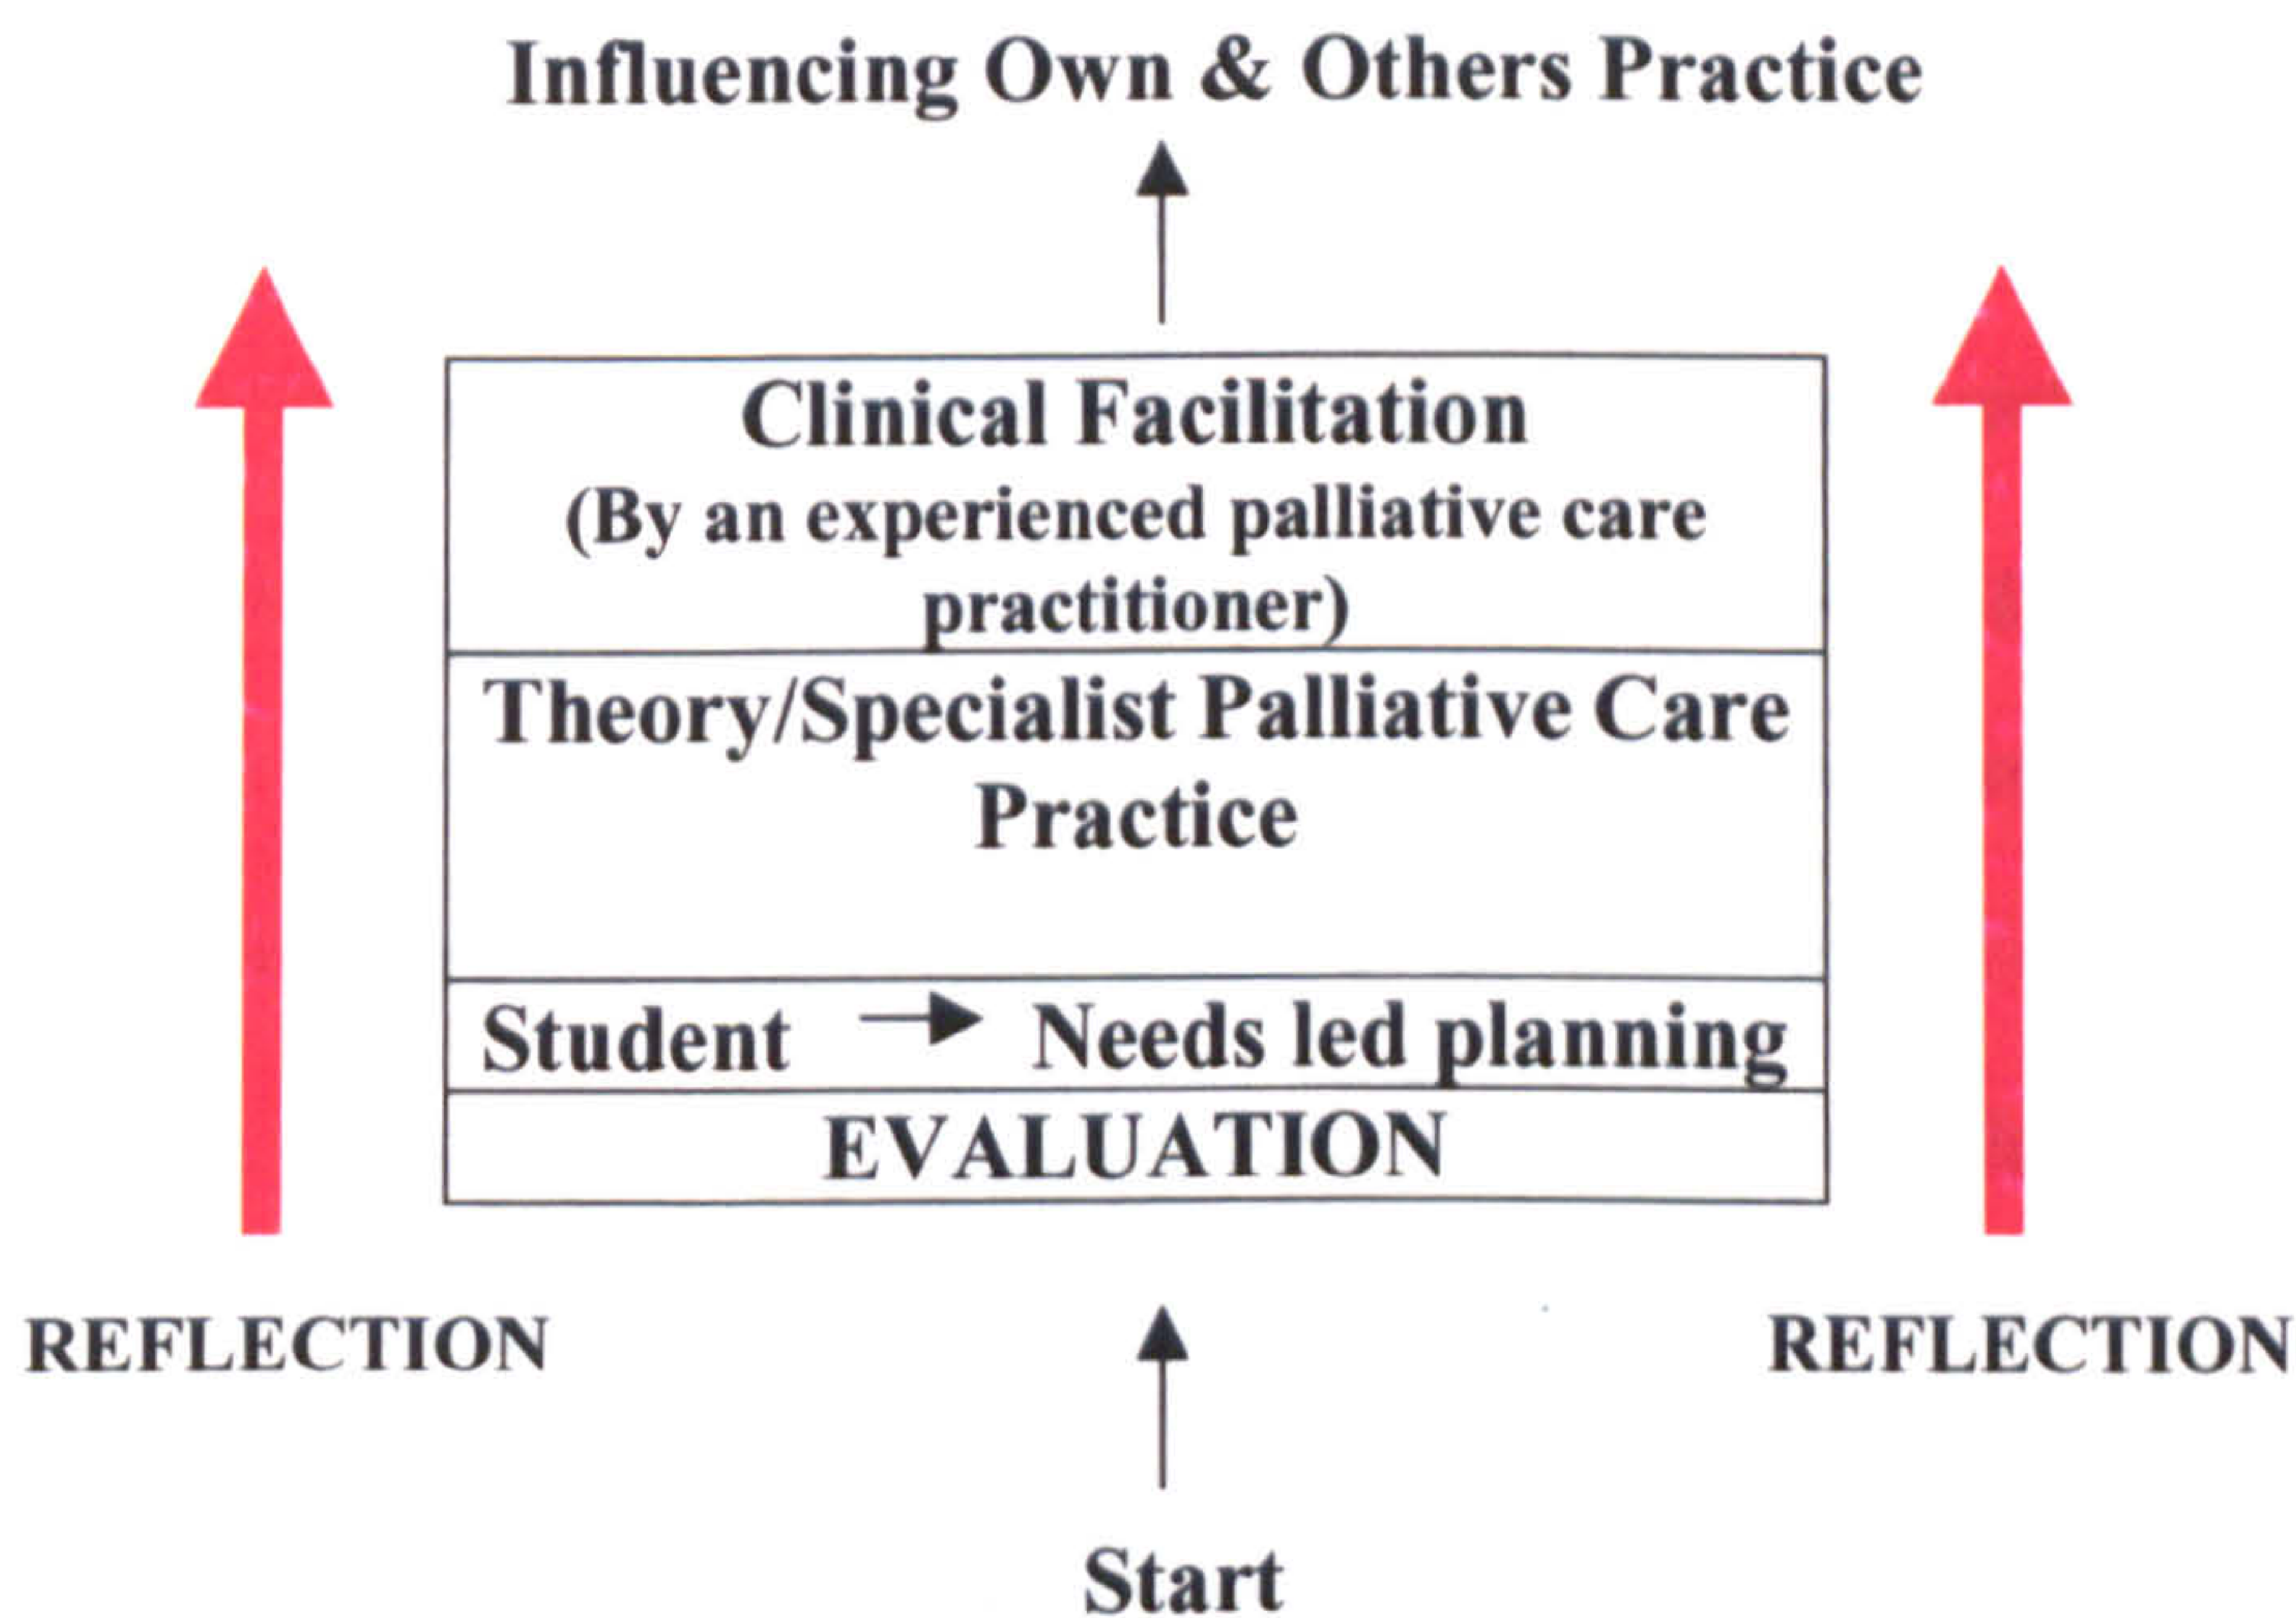 Influencing Own & Others Practice
Clinical Facilitation
(By an experienced palliative care
practitioner)
Theory/Specialist Palliative Care
Practice
Student Needs led planning
EVALUATION
REFLECTION REFLECTION
Start